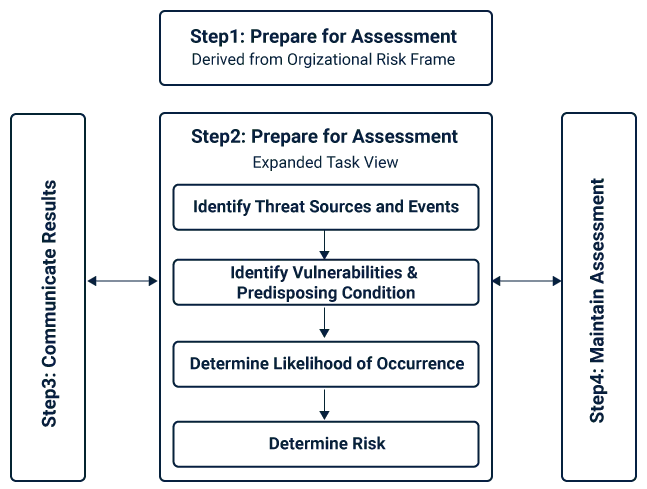 Step1: Prepare for Assessment
Derived from Orgizational Risk Frame
Step2: Prepare for Assessment
Expanded Task View
Identify Threat Sources and Events
Identify Vulnerabilities &
Predisposing Condition
Determine Likelihood of Occurrence
Determine Risk
Step3: Communicate Results
Step4: Maintain Assessment